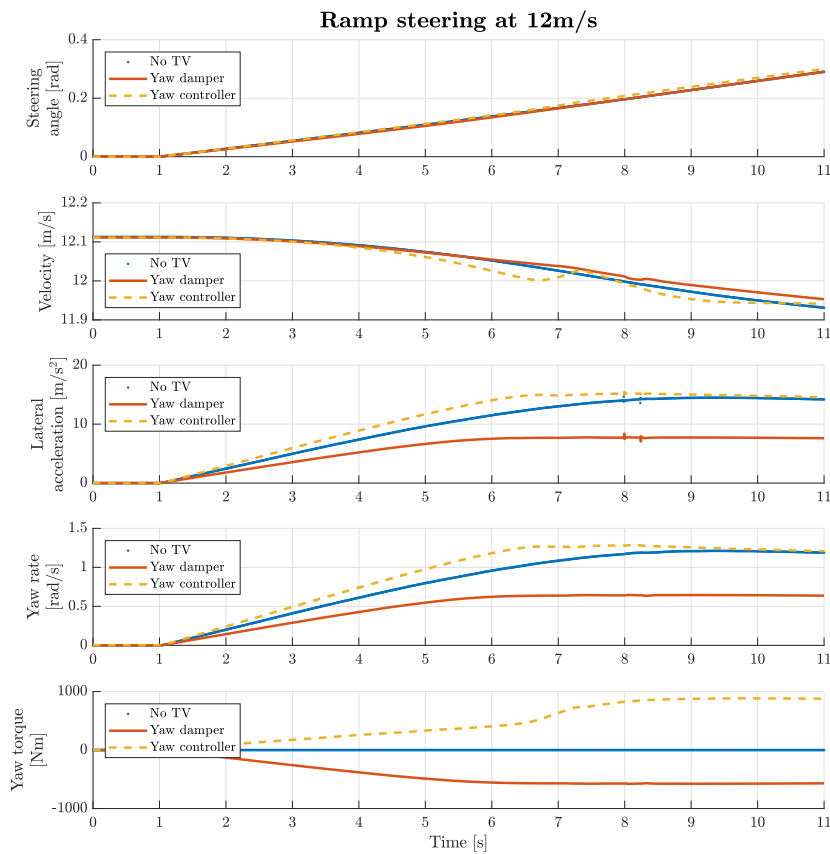 Ramp steering at 12m/s
Steering
angle [rad]
0.4
0.2
0
No TV
Yaw damper
Yaw controller
0 1 2 3 4 5 6 7 8 9 10 11
Velocity [m/s]
12.2
12.1
12
11.9
No TV
Yaw damper
Yaw controller
0 1 2 3 4 5 6 7 8 9 10 11
Lateral
acceleration [m/s²]
20
10
0
No TV
Yaw damper
Yaw controller
0 1 2 3 4 5 6 7 8 9 10 11
Yaw rate
[rad/s]
1.5
1
0.5
0
No TV
Yaw damper
Yaw controller
0 1 2 3 4 5 6 7 8 9 10 11
Yaw torque
[Nm]
1000
0
-1000
No TV
Yaw damper
Yaw controller
0 1 2 3 4 5 6 7 8 9 10 11
Time [s]